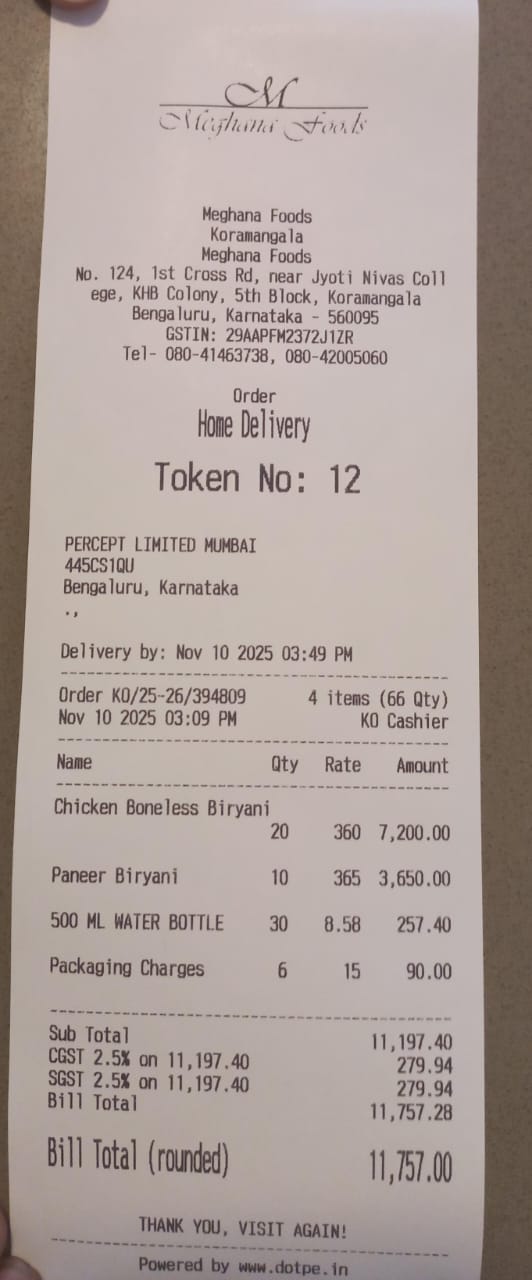 M
Meghana Foods
Meghana Foods
Koramangala
Meghana Foods
No. 124, 1st Cross Rd, near Jyoti Nivas Coll
ege, KHB Colony, 5th Block, Koramangala
Bengaluru, Karnataka - 560095
GSTIN: 29AAPFM2372J1ZR
Tel- 080-41463738, 080-42005060
Order
Home Delivery
Token No: 12
PERCEPT LIMITED MUMBAI
445CS1QU
Bengaluru, Karnataka
.,
Delivery by: Nov 10 2025 03:49 PM
Order KO/25-26/394809 4 items (66 Qty)
Nov 10 2025 03:09 PM KO Cashier
Name Qty Rate Amount
Chicken Boneless Biryani
20 360 7,200.00
Paneer Biryani 10 365 3,650.00
500 ML WATER BOTTLE 30 8.58 257.40
Packaging Charges 6 15 90.00
Sub Total 11,197.40
CGST 2.5% on 11,197.40 279.94
SGST 2.5% on 11,197.40 279.94
Bill Total 11,757.28
Bill Total (rounded) 11,757.00
THANK YOU, VISIT AGAIN!
Powered by www.dotpe.in